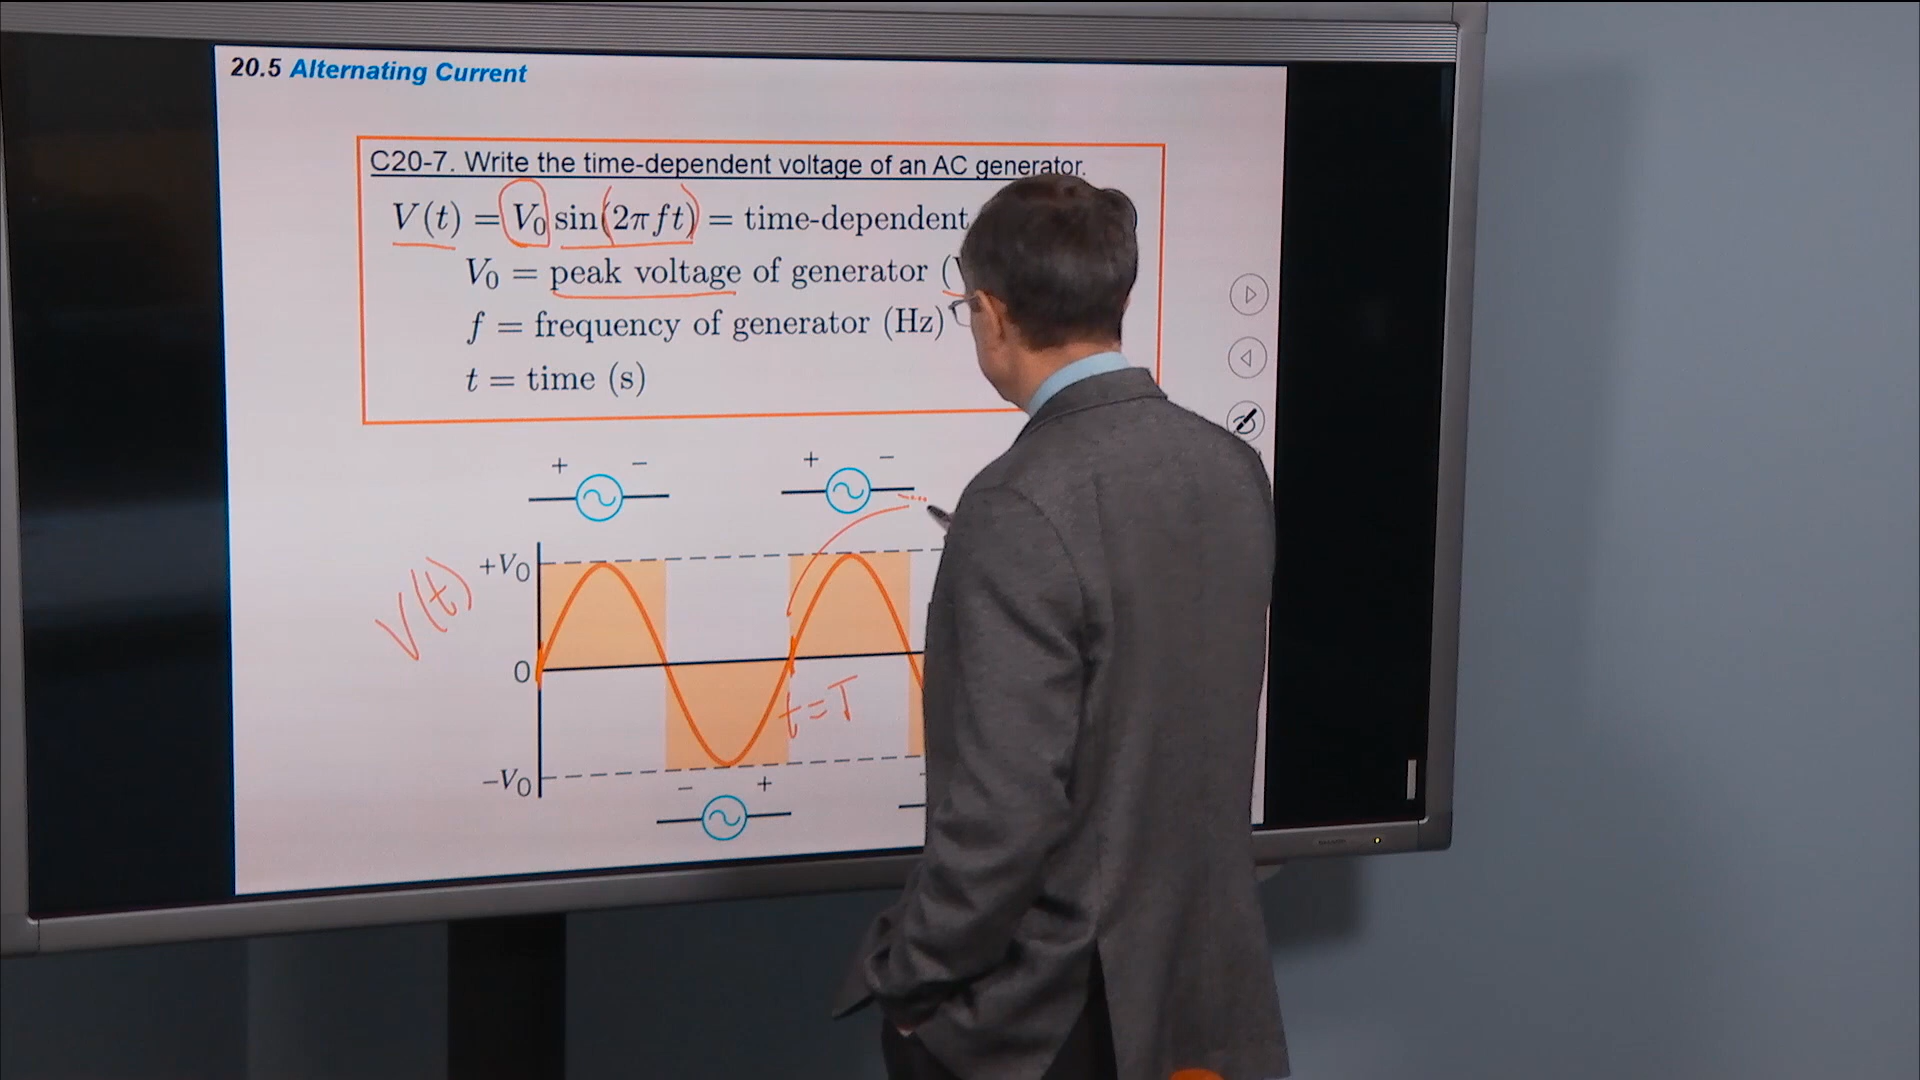 20.5 Alternating Current
C20-7. Write the time-dependent voltage of an AC generator.
V(t) = V₀ sin(2πft) = time-dependent
V₀ = peak voltage of generator (
f = frequency of generator (Hz)
t = time (s)
+ − + −
+V₀
V(t)
0
t=T
−V₀
− +